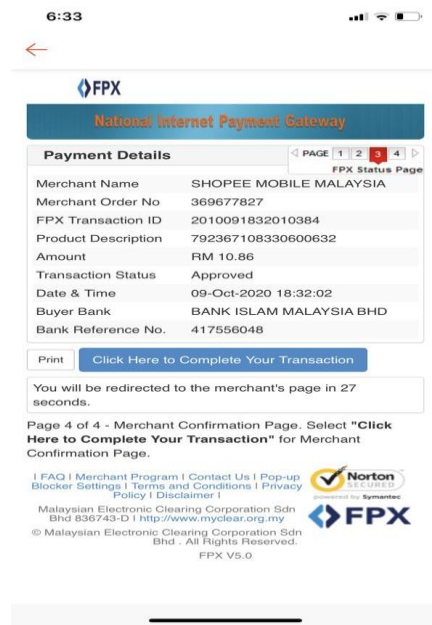 6:33
FPX
National Internet Payment Gateway
Payment Details
PAGE 1 2 3 4
FPX Status Page
Merchant Name SHOPEE MOBILE MALAYSIA
Merchant Order No 369677827
FPX Transaction ID 2010091832010384
Product Description 792367108330600632
Amount RM 10.86
Transaction Status Approved
Date & Time 09-Oct-2020 18:32:02
Buyer Bank BANK ISLAM MALAYSIA BHD
Bank Reference No. 417556048
Print Click Here to Complete Your Transaction
You will be redirected to the merchant's page in 27
seconds.
Page 4 of 4 - Merchant Confirmation Page. Select "Click
Here to Complete Your Transaction" for Merchant
Confirmation Page.
| FAQ | Merchant Program | Contact Us | Pop-up
Blocker Settings | Terms and Conditions | Privacy
Policy | Disclaimer |
Norton
SECURED
powered by Symantec
Malaysian Electronic Clearing Corporation Sdn
Bhd 836743-D | http://www.myclear.org.my
FPX
© Malaysian Electronic Clearing Corporation Sdn
Bhd . All Rights Reserved.
FPX V5.0